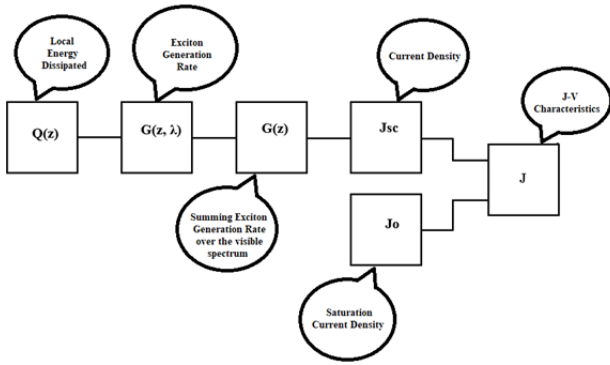 Local
Energy
Dissipated
Exciton
Generation
Rate
Current Density
J-V
Characteristics
Q(z)
G(z, λ)
G(z)
Jsc
J
Jo
Summing Exciton
Generation Rate
over the visible
spectrum
Saturation
Current Density